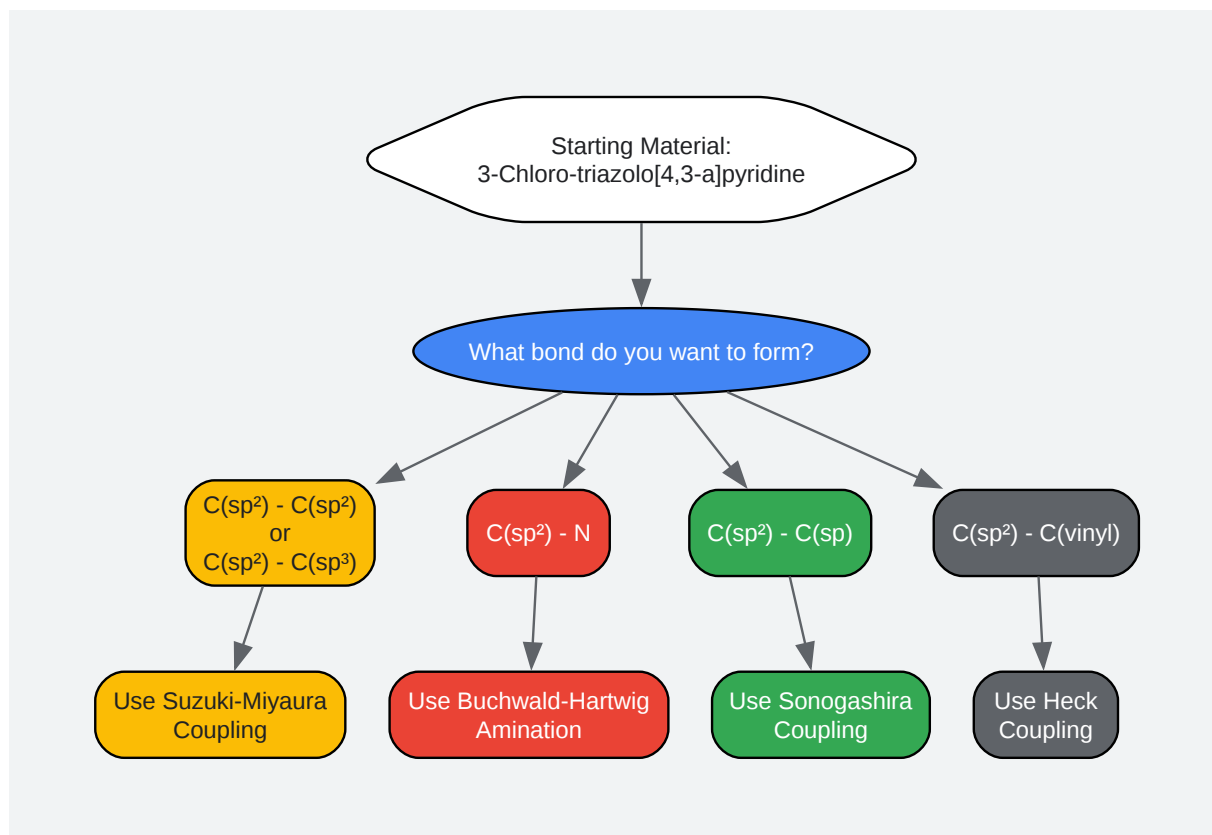 Starting Material:
3-Chloro-triazolo[4,3-a]pyridine
What bond do you want to form?
C(sp²) - C(sp²)
or
C(sp²) - C(sp³)
C(sp²) - N
C(sp²) - C(sp)
C(sp²) - C(vinyl)
Use Suzuki-Miyaura
Coupling
Use Buchwald-Hartwig
Amination
Use Sonogashira
Coupling
Use Heck
Coupling